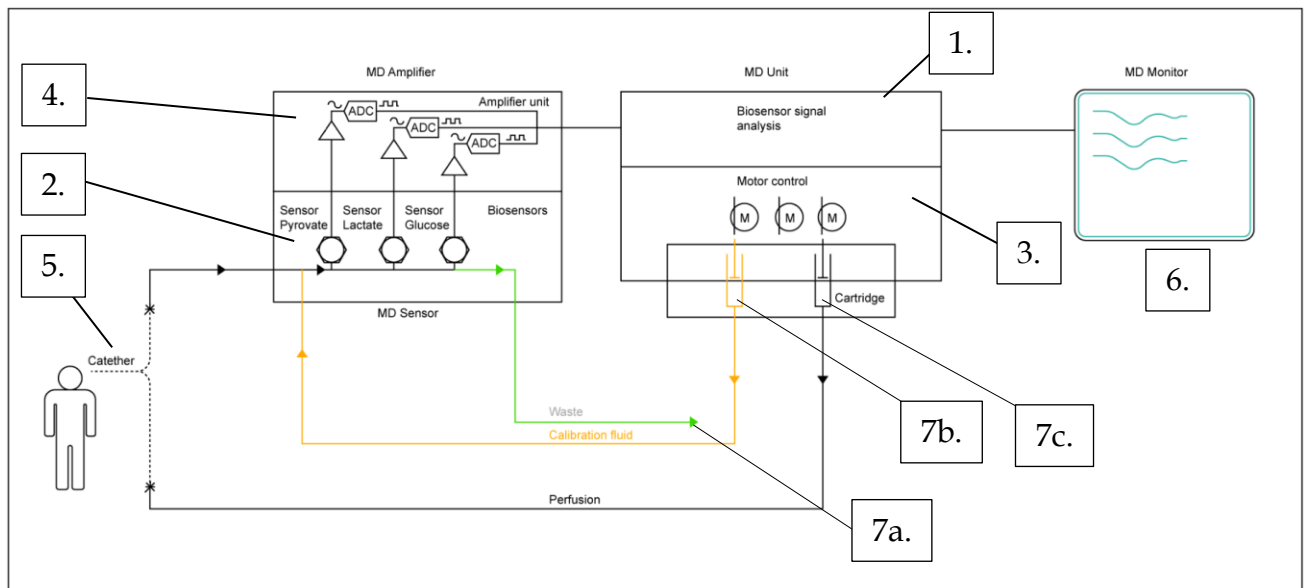 1.
MD Amplifier
MD Unit
MD Monitor
4.
Amplifier unit
ADC
ADC
ADC
Biosensor signal
analysis
2.
Sensor
Pyrovate
Sensor
Lactate
Sensor
Glucose
Biosensors
Motor control
M
M
M
3.
5.
6.
Cartridge
MD Sensor
Catether
Waste
Calibration fluid
7b.
7c.
Perfusion
7a.